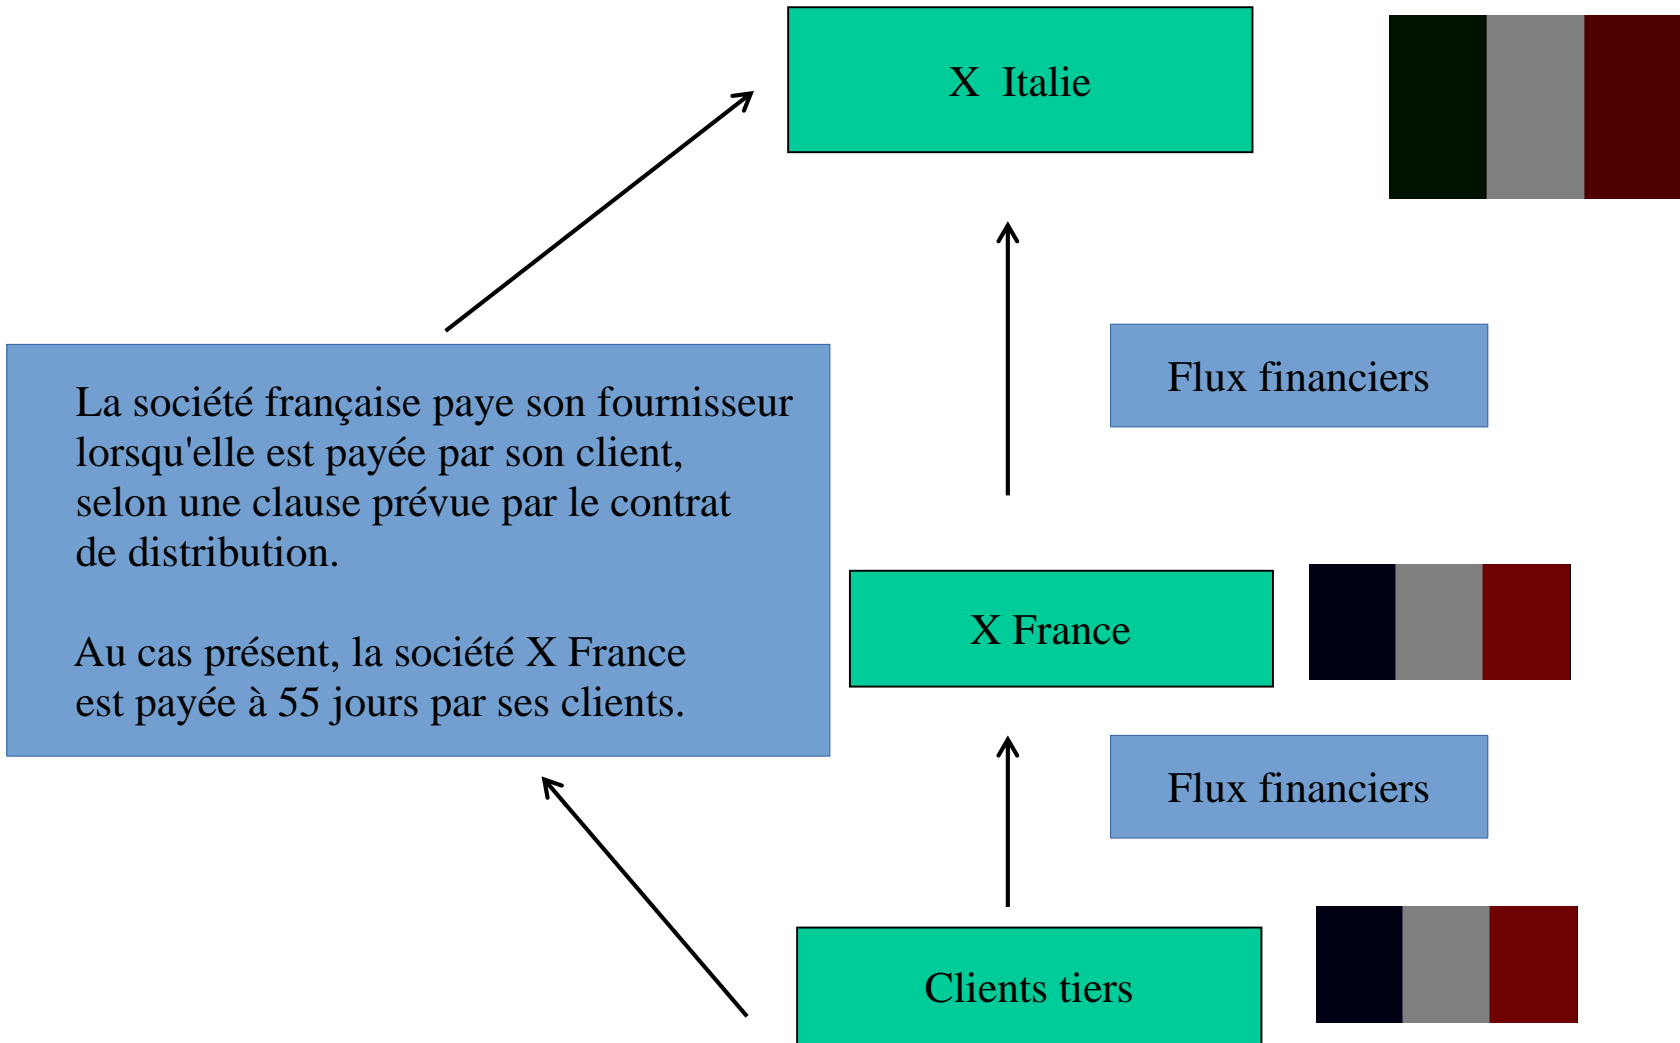 X Italie
Flux financiers
La société française paye son fournisseur
lorsqu'elle est payée par son client,
selon une clause prévue par le contrat
de distribution.
Au cas présent, la société X France
est payée à 55 jours par ses clients.
X France
Flux financiers
Clients tiers